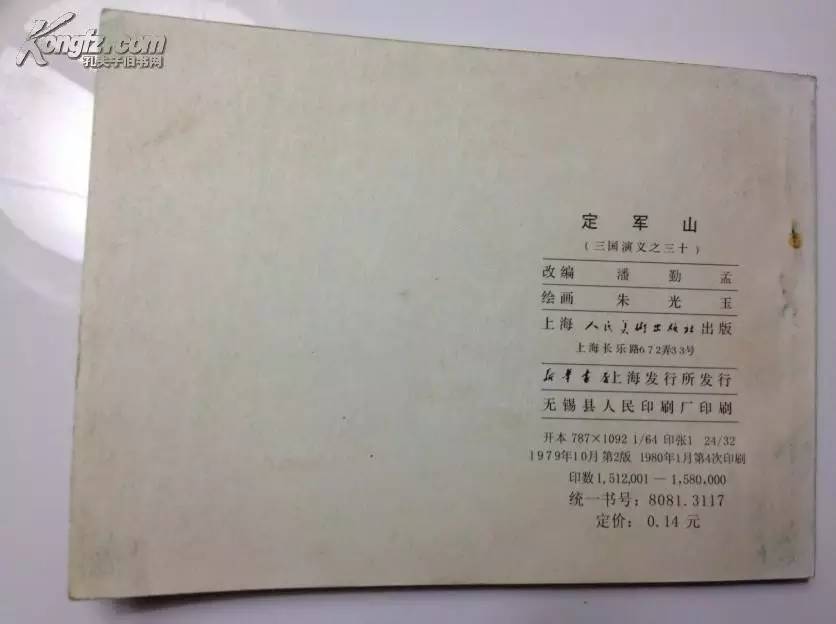 Kongfz.com
孔夫子旧书网
定军山
(三国演义之三十)
改编 潘勤孟
绘画 朱光玉
上海人民美术出版社出版
上海长乐路672弄33号
新华书店上海发行所发行
无锡县人民印刷厂印刷
开本 787×1092 1/64 印张1 24/32
1979年10月第2版 1980年1月第4次印刷
印数1,512,001—1,580,000
统一书号：8081.3117
定价：0.14元